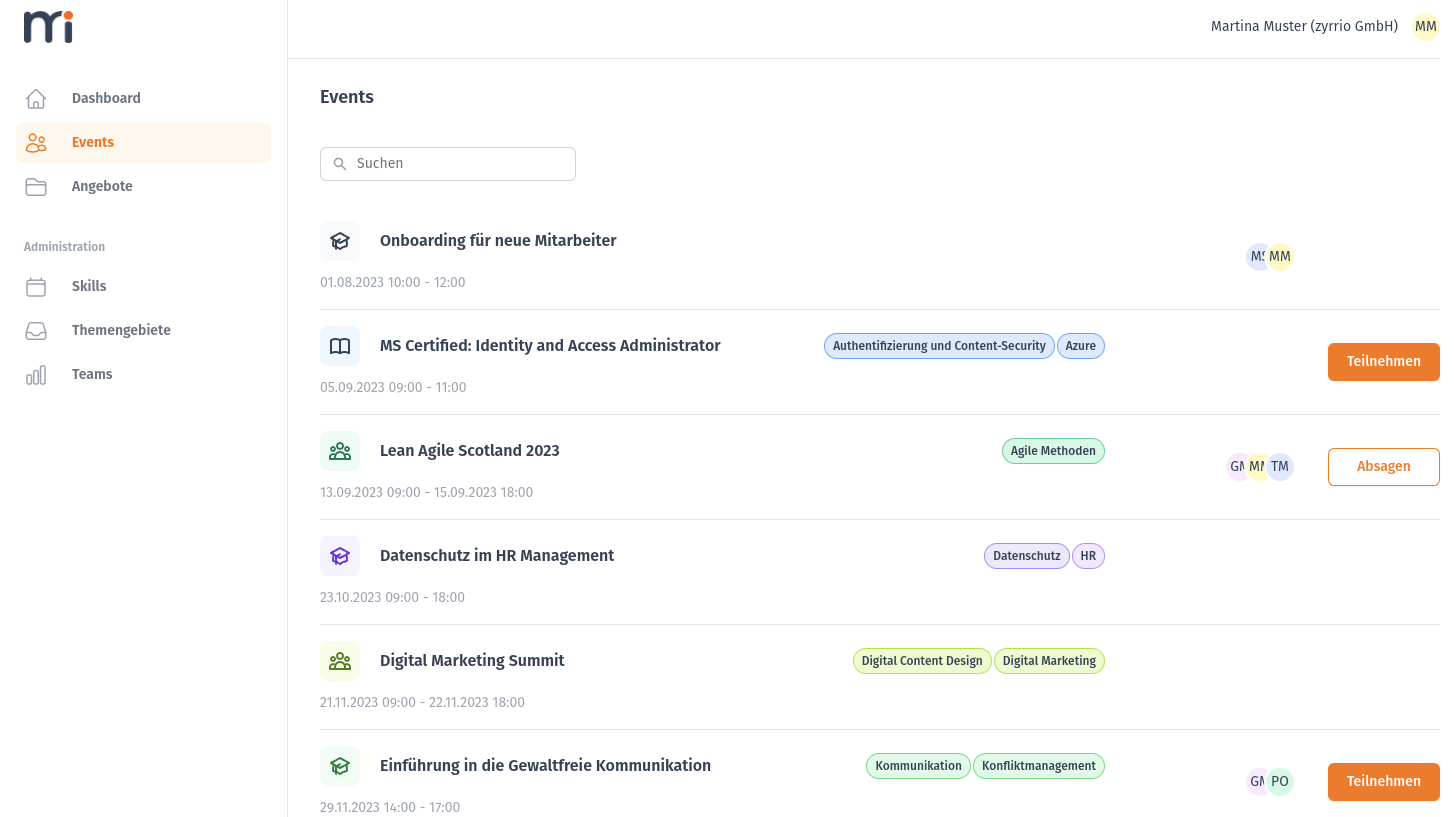 mi
Martina Muster (zyrrio GmbH) MM
Dashboard
Events
Angebote
Administration
Skills
Themengebiete
Teams
Events
Suchen
Onboarding für neue Mitarbeiter
MM
01.08.2023 10:00 - 12:00
MS Certified: Identity and Access Administrator
Authentifizierung und Content-Security
Azure
Teilnehmen
05.09.2023 09:00 - 11:00
Lean Agile Scotland 2023
Agile Methoden
TM
Absagen
13.09.2023 09:00 - 15.09.2023 18:00
Datenschutz im HR Management
Datenschutz
HR
23.10.2023 09:00 - 18:00
Digital Marketing Summit
Digital Content Design
Digital Marketing
21.11.2023 09:00 - 22.11.2023 18:00
Einführung in die Gewaltfreie Kommunikation
Kommunikation
Konfliktmanagement
PO
Teilnehmen
29.11.2023 14:00 - 17:00